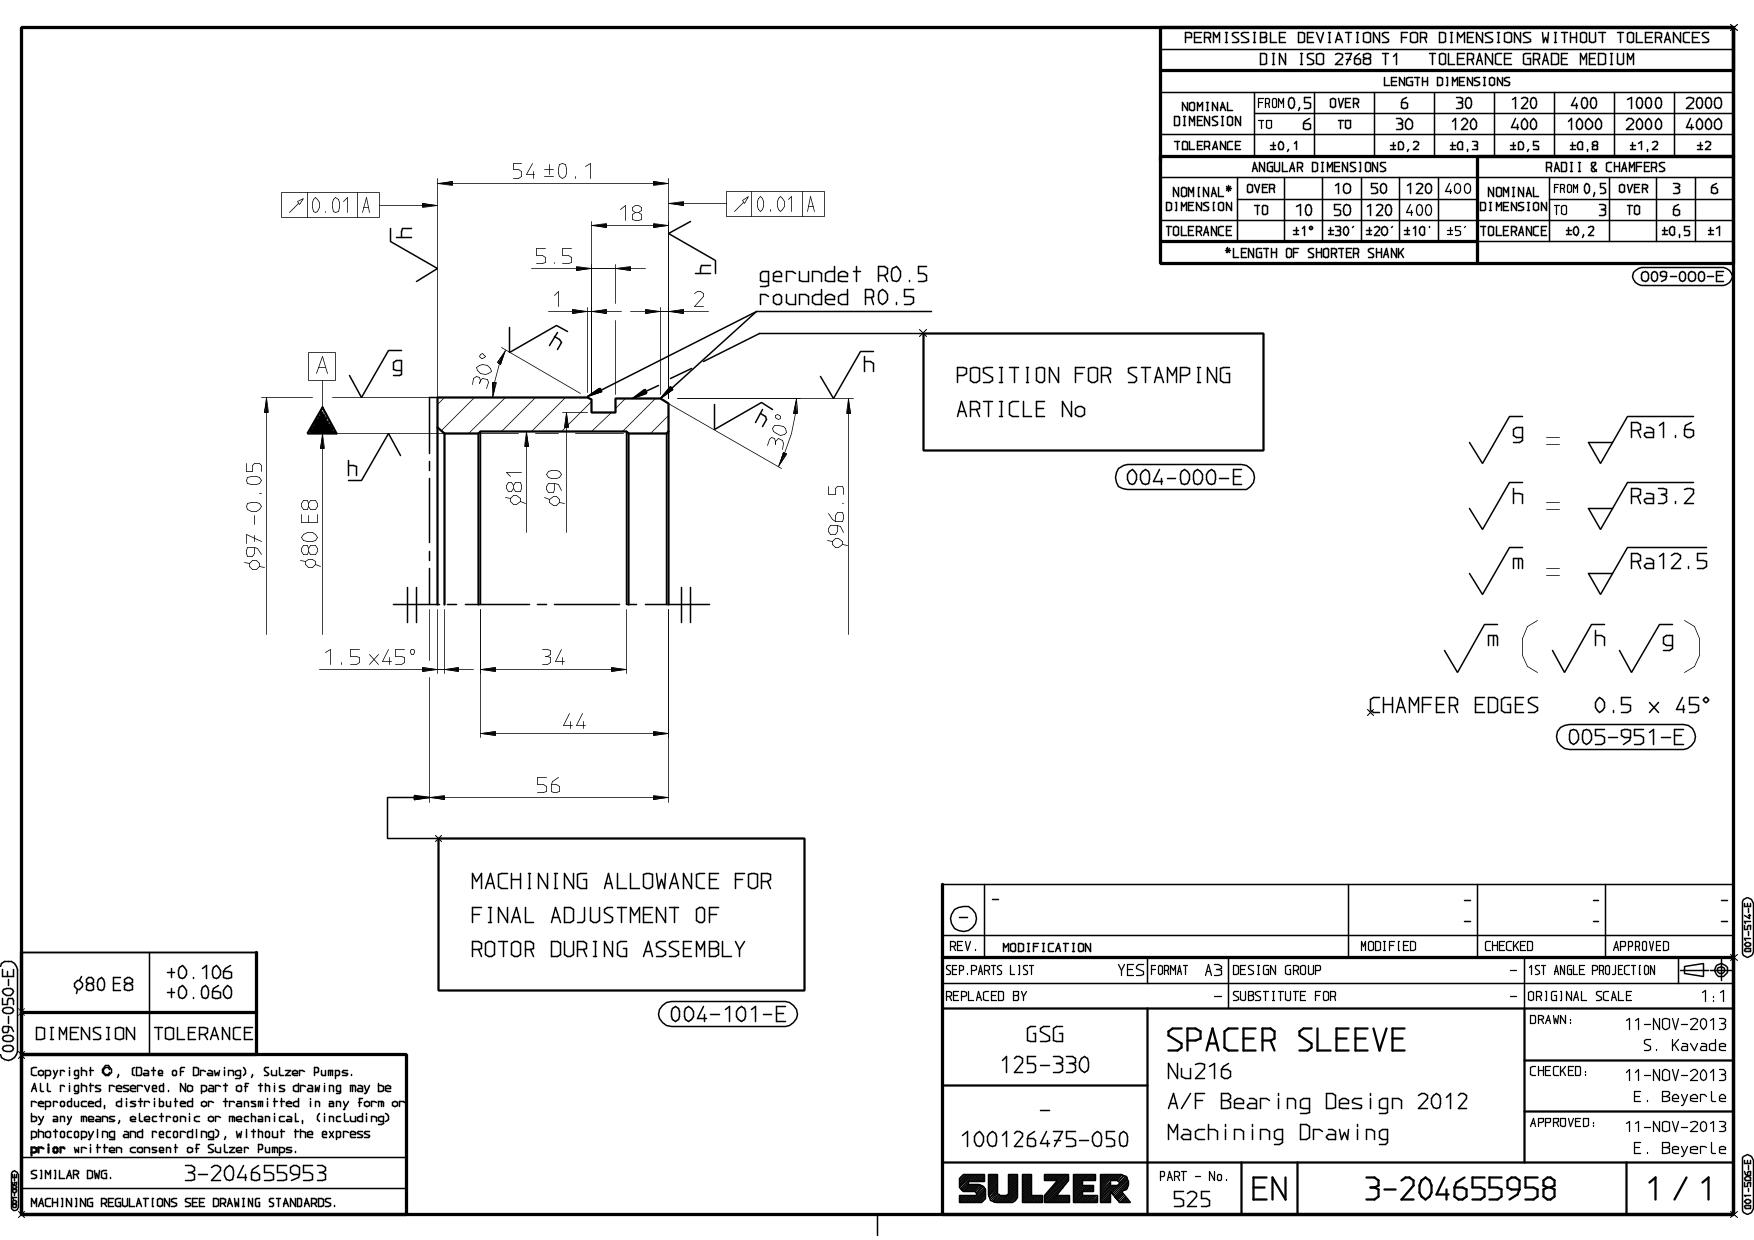 PERMISSIBLE DEVIATIONS FOR DIMENSIONS WITHOUT TOLERANCES
DIN ISO 2768 T1 TOLERANCE GRADE MEDIUM
LENGTH DIMENSIONS
NOMINAL DIMENSION FROM 0,5 OVER 6 30 120 400 1000 2000
TO 6 TO 30 120 400 1000 2000 4000
TOLERANCE ±0,1 ±0,2 ±0,3 ±0,5 ±0,8 ±1,2 ±2
ANGULAR DIMENSIONS
NOMINAL* DIMENSION OVER 10 50 120 400
TO 10 50 120 400
TOLERANCE ±1° ±30' ±20' ±10' ±5'
*LENGTH OF SHORTER SHANK
RADII & CHAMFERS
NOMINAL DIMENSION FROM 0,5 OVER 3 6
TO 3 TO 6
TOLERANCE ±0,2 ±0,5 ±1
009-000-E
54 ±0.1
0.01 A
0.01 A
18
h
h
5.5
gerundet R0.5
rounded R0.5
1
2
h
30°
A
g
h
POSITION FOR STAMPING
ARTICLE No
004-000-E
h
30°
h
ϕ97 -0.05
ϕ80 E8
ϕ81
ϕ90
ϕ96.5
1.5 x45°
34
44
56
g = Ra1.6
h = Ra3.2
m = Ra12.5
m ( h g )
CHAMFER EDGES 0.5 x 45°
005-951-E
MACHINING ALLOWANCE FOR
FINAL ADJUSTMENT OF
ROTOR DURING ASSEMBLY
004-101-E
009-050-E
ϕ80 E8 +0.106
+0.060
DIMENSION TOLERANCE
Copyright ©, (Date of Drawing), Sulzer Pumps.
All rights reserved. No part of this drawing may be
reproduced, distributed or transmitted in any form or
by any means, electronic or mechanical, (including)
photocopying and recording), without the express
prior written consent of Sulzer Pumps.
SIMILAR DWG. 3-204655953
MACHINING REGULATIONS SEE DRAWING STANDARDS.
- - - - -
- - -
REV. MODIFICATION MODIFIED CHECKED APPROVED
001-514-E
SEP.PARTS LIST YES FORMAT A3 DESIGN GROUP - 1ST ANGLE PROJECTION
REPLACED BY - SUBSTITUTE FOR - ORIGINAL SCALE 1:1
GSG
125-330
-
100126475-050
SPACER SLEEVE
Nu216
A/F Bearing Design 2012
Machining Drawing
DRAWN: 11-NOV-2013
S. Kavade
CHECKED: 11-NOV-2013
E. Beyerle
APPROVED: 11-NOV-2013
E. Beyerle
SULZER
PART - No.
525
EN
3-204655958
1 / 1
001-506-E